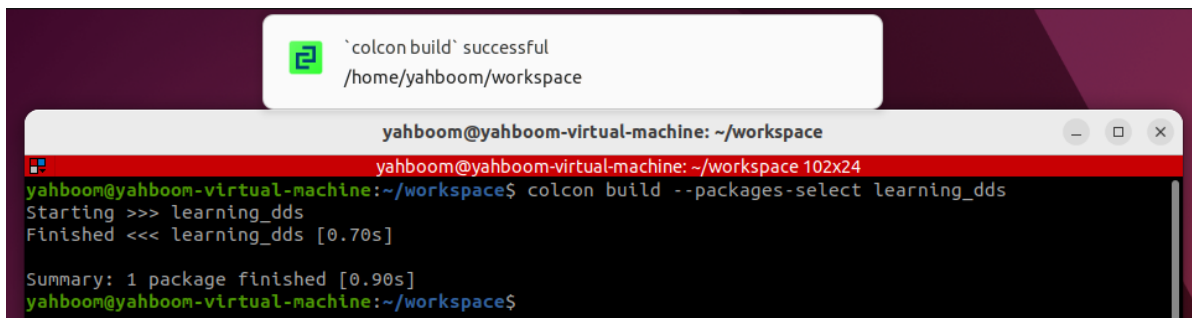 `colcon build` successful
/home/yahboom/workspace
yahboom@yahboom-virtual-machine: ~/workspace
yahboom@yahboom-virtual-machine: ~/workspace 102x24
yahboom@yahboom-virtual-machine:~/workspace$ colcon build --packages-select learning_dds
Starting >>> learning_dds
Finished <<< learning_dds [0.70s]
Summary: 1 package finished [0.90s]
yahboom@yahboom-virtual-machine:~/workspace$